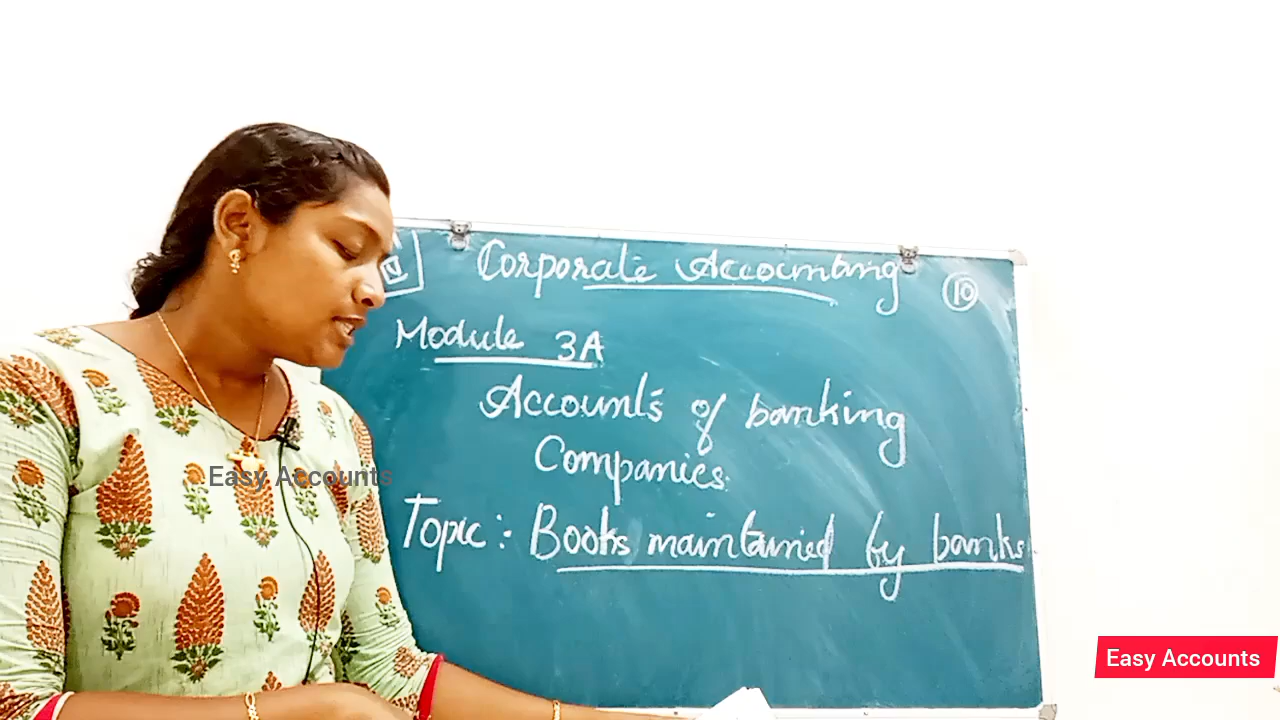 Corporate Accounting
10
Module 3A
Accounts of banking
Companies.
Topic :- Books maintained by banks
Easy Accounts
Easy Accounts